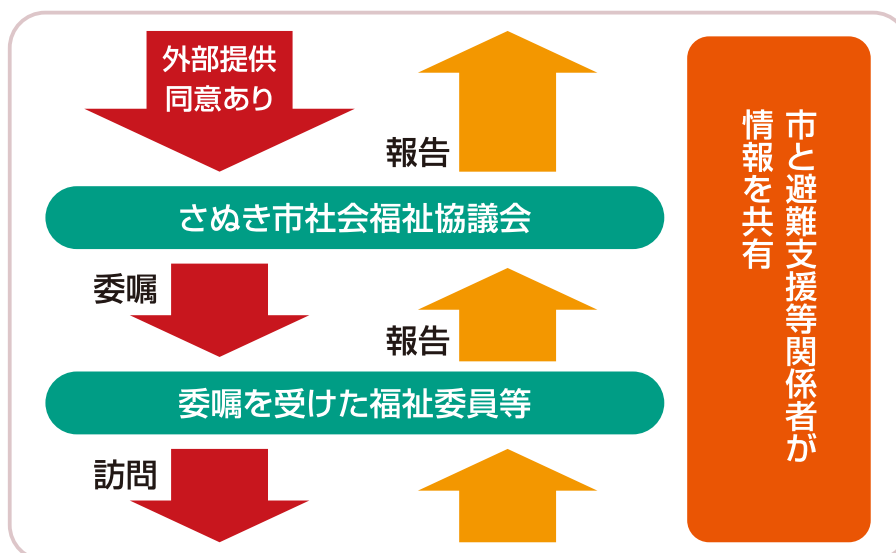 外部提供
同意あり
報告
さぬき市社会福祉協議会
委嘱
報告
委嘱を受けた福祉委員等
訪問
市と避難支援等関係者が
情報を共有